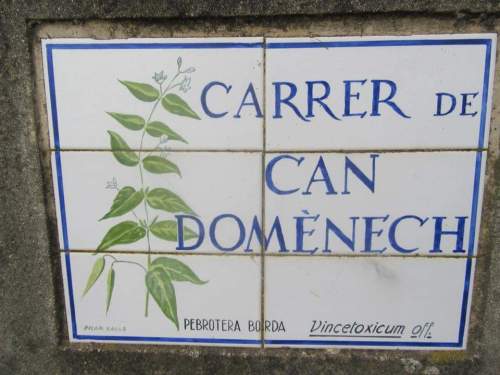 CARRER DE
CAN
DOMÈNECH
PEBROTERA BORDA
Vincetoxicum off.